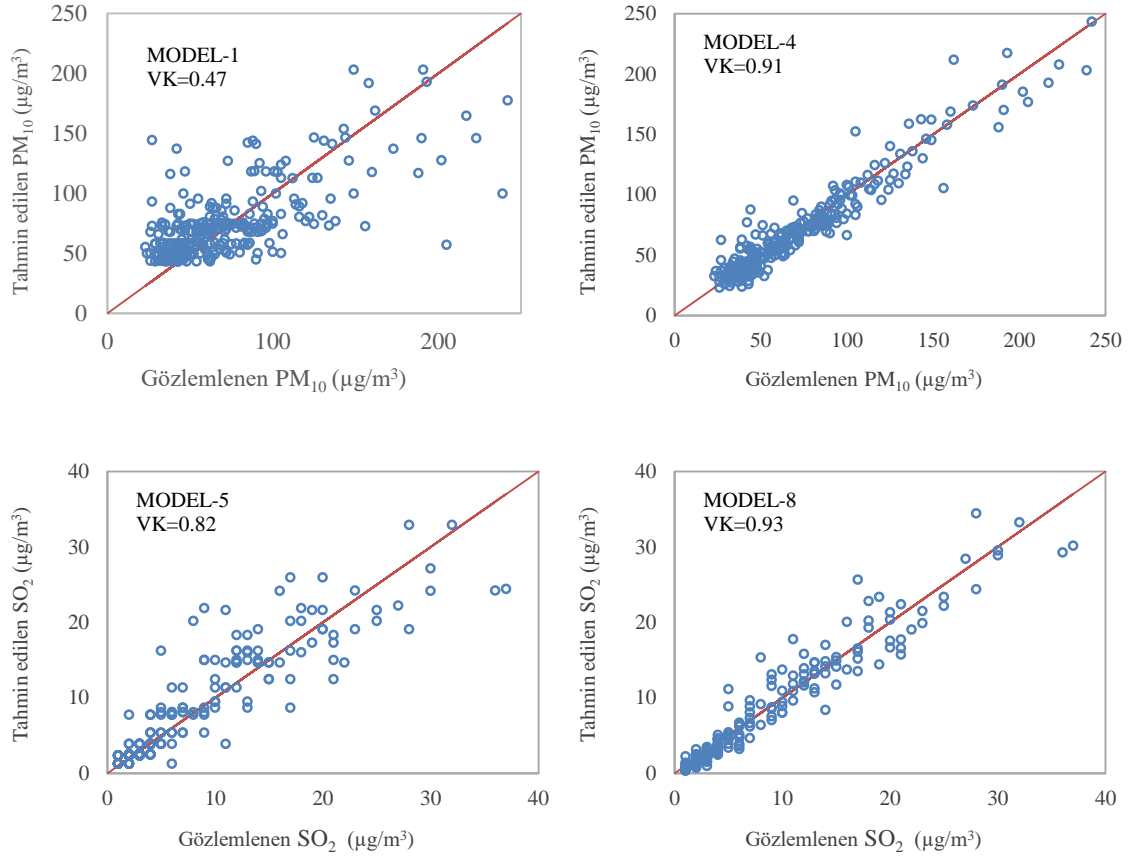 MODEL-1
VK=0.47
Tahmin edilen PM₁₀ (µg/m³)
250
200
150
100
50
0
0 100 200
Gözlemlenen PM₁₀ (µg/m³)
MODEL-4
VK=0.91
Tahmin edilen PM₁₀ (µg/m³)
250
200
150
100
50
0
0 50 100 150 200 250
Gözlemlenen PM₁₀ (µg/m³)
MODEL-5
VK=0.82
Tahmin edilen SO₂ (µg/m³)
40
30
20
10
0
0 10 20 30 40
Gözlemlenen SO₂ (µg/m³)
MODEL-8
VK=0.93
Tahmin edilen SO₂ (µg/m³)
40
30
20
10
0
0 10 20 30 40
Gözlemlenen SO₂ (µg/m³)